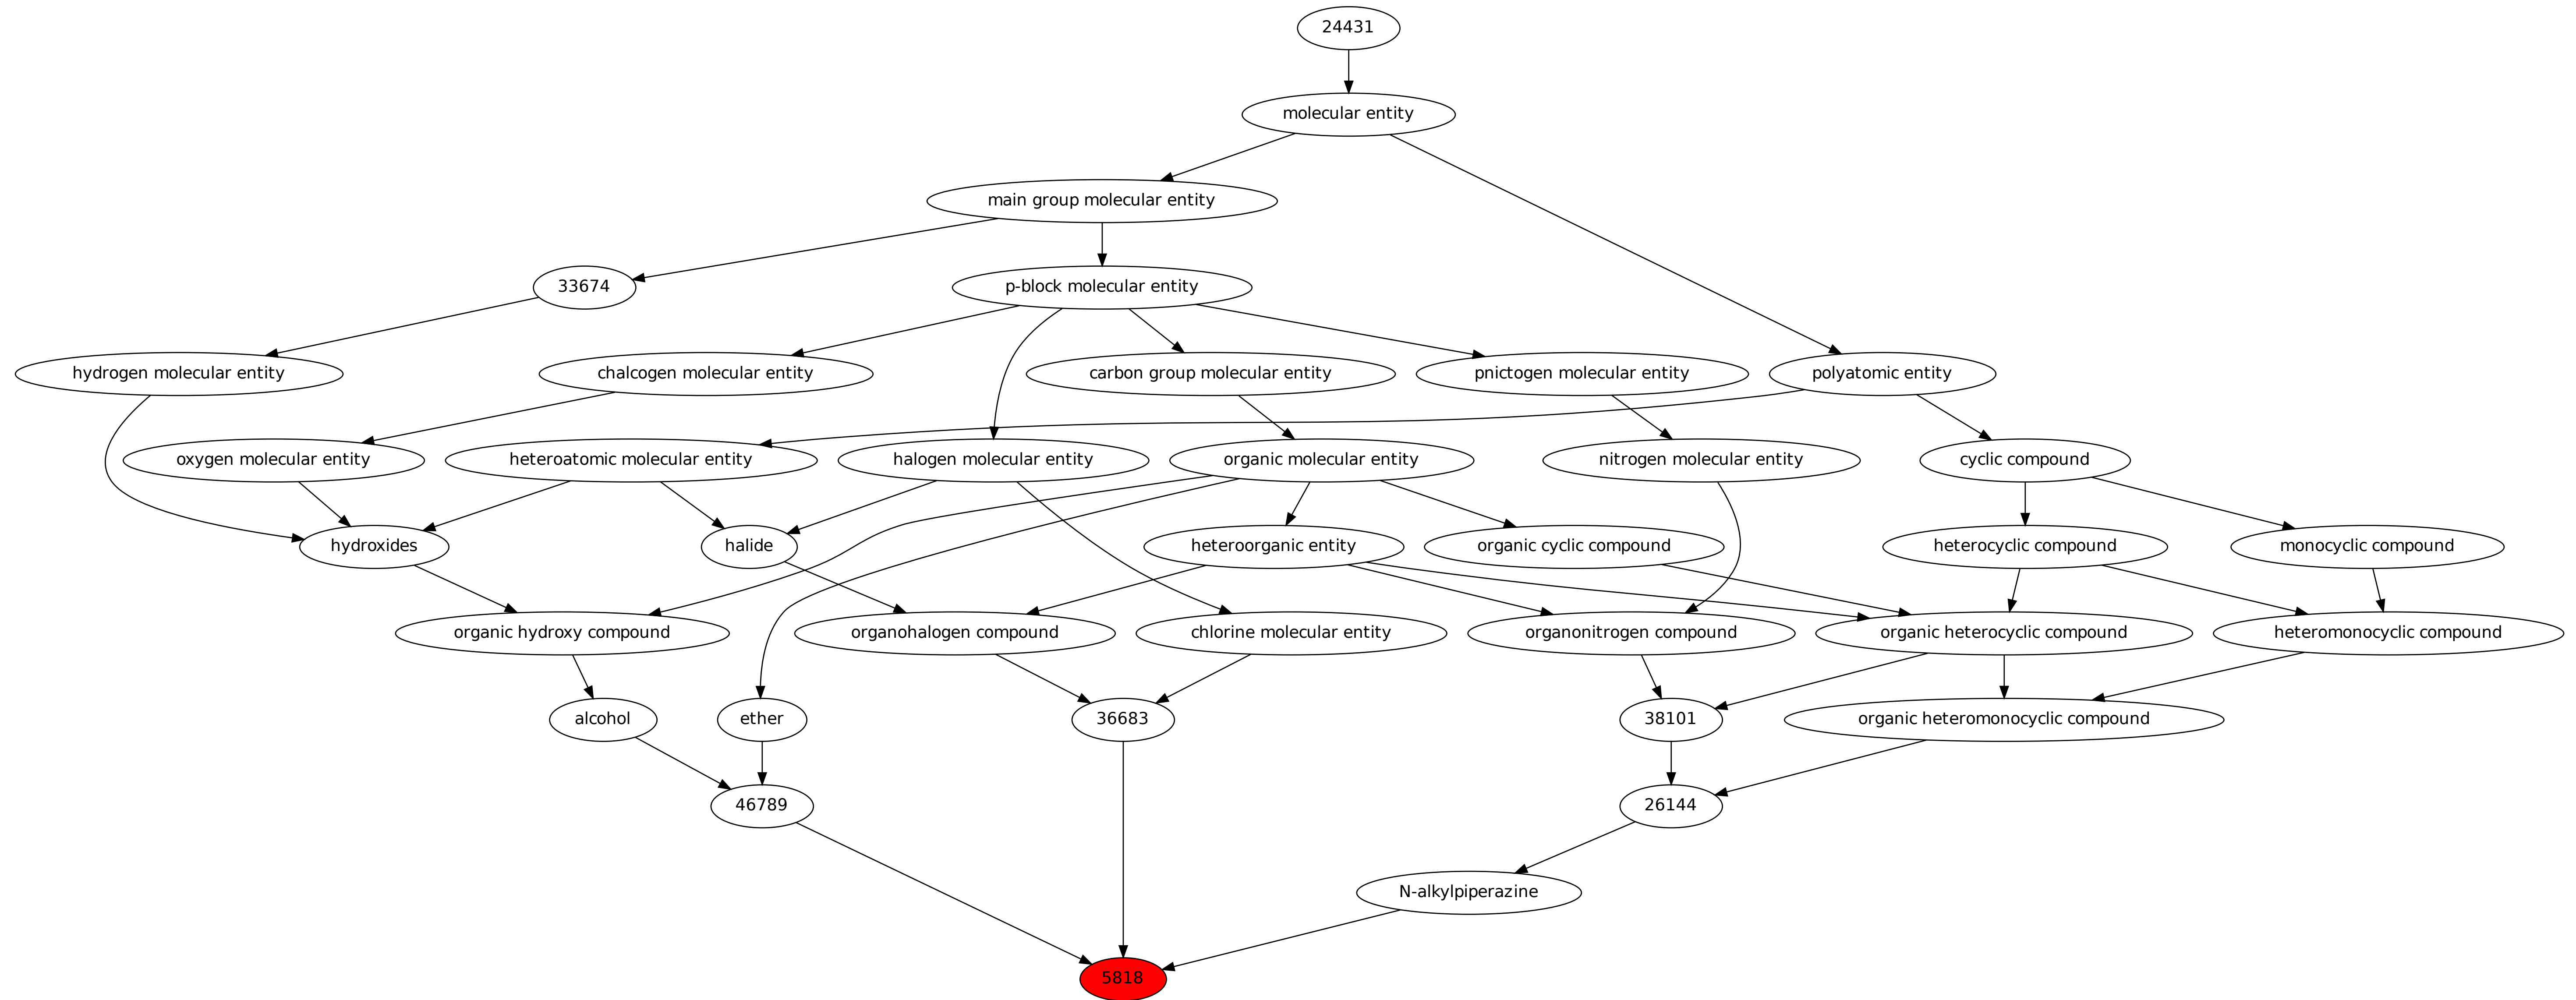 24431
molecular entity
main group molecular entity
33674
p-block molecular entity
hydrogen molecular entity
chalcogen molecular entity
carbon group molecular entity
pnictogen molecular entity
polyatomic entity
oxygen molecular entity
heteroatomic molecular entity
halogen molecular entity
organic molecular entity
nitrogen molecular entity
cyclic compound
hydroxides
halide
heteroorganic entity
organic cyclic compound
heterocyclic compound
monocyclic compound
organic hydroxy compound
organohalogen compound
chlorine molecular entity
organonitrogen compound
organic heterocyclic compound
heteromonocyclic compound
alcohol
ether
36683
38101
organic heteromonocyclic compound
46789
26144
N-alkylpiperazine
5818